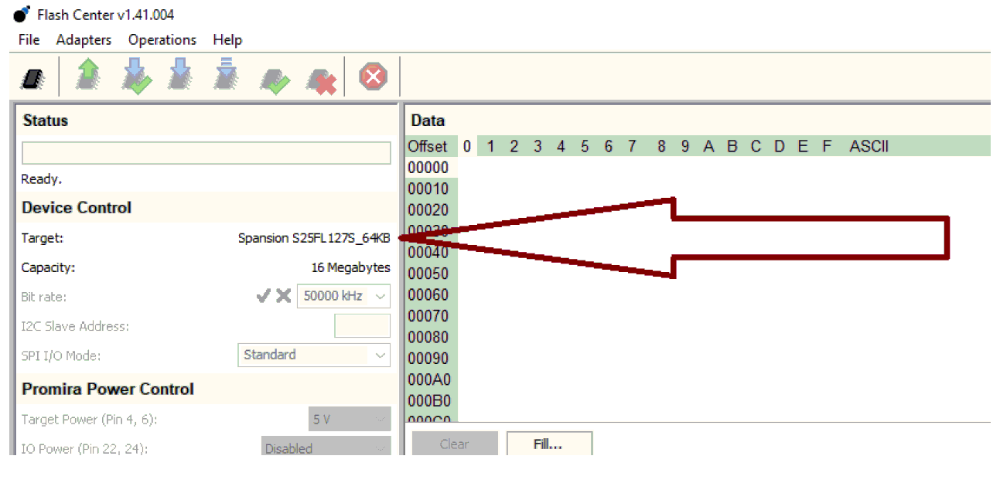 Flash Center v1.41.004
File Adapters Operations Help
Status
Ready.
Device Control
Target: Spansion S25FL127S_64KB
Capacity: 16 Megabytes
Bit rate: 50000 kHz
I2C Slave Address:
SPI I/O Mode: Standard
Promira Power Control
Target Power (Pin 4, 6): 5 V
IO Power (Pin 22, 24): Disabled
Data
Offset 0 1 2 3 4 5 6 7 8 9 A B C D E F ASCII
00000
00010
00020
00030
00040
00050
00060
00070
00080
00090
000A0
000B0
000C0
Clear Fill...